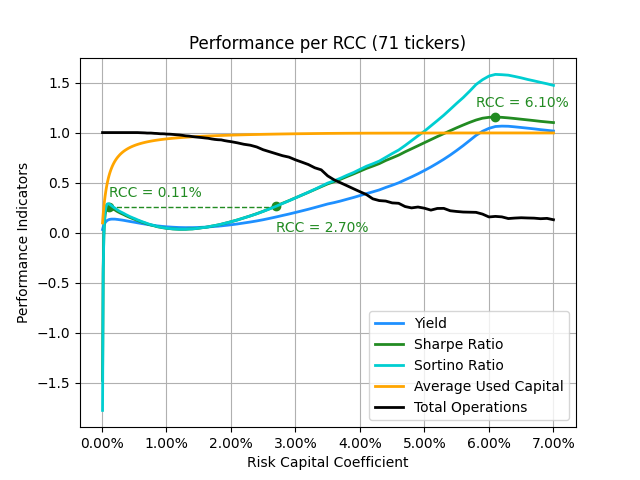 Performance per RCC (71 tickers)
Performance Indicators
1.5
1.0
0.5
0.0
−0.5
−1.0
−1.5
RCC = 6.10%
RCC = 0.11%
RCC = 2.70%
Yield
Sharpe Ratio
Sortino Ratio
Average Used Capital
Total Operations
0.00% 1.00% 2.00% 3.00% 4.00% 5.00% 6.00% 7.00%
Risk Capital Coefficient